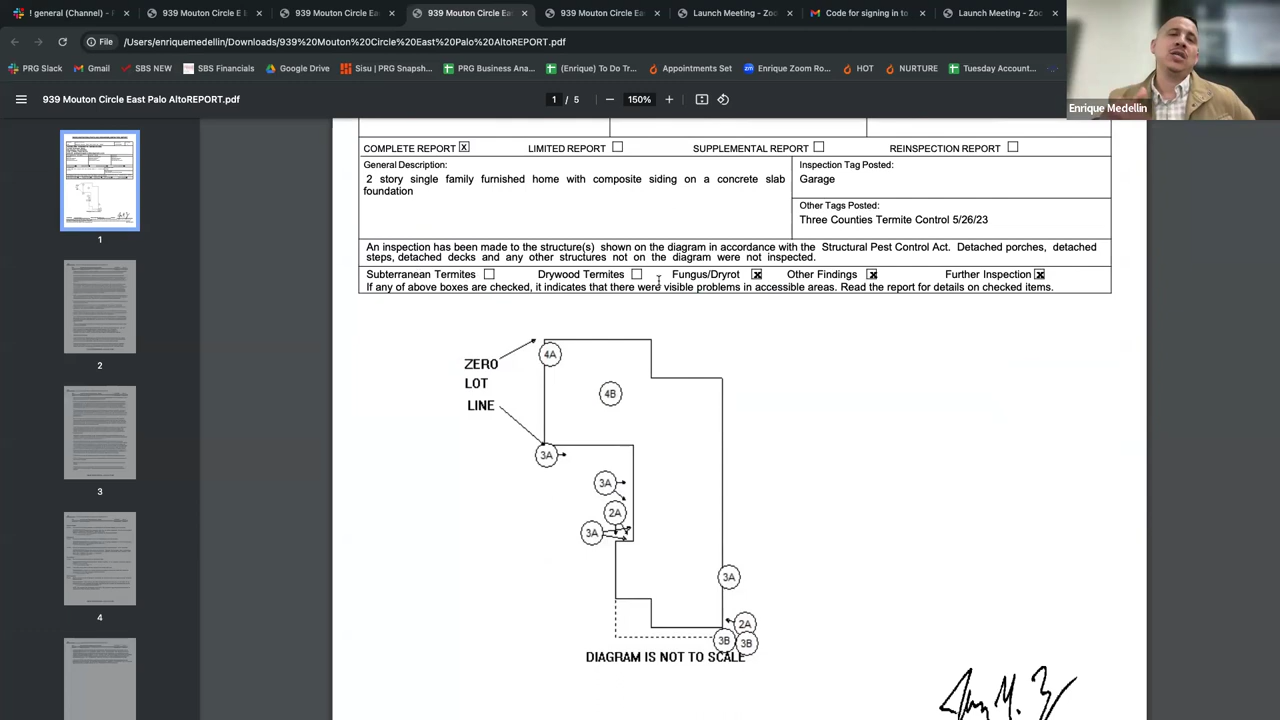 ! general (Channel) - /
939 Mouton Circle E
939 Mouton Circle Eas
939 Mouton Circle Eas
939 Mouton Circle Eas
Launch Meeting - Zoo
Code for signing in to
Launch Meeting - Zoo
File
/Users/enriquemedellin/Downloads/939%20Mouton%20Circle%20East%20Palo%20AltoREPORT.pdf
PRG Slack
Gmail
SBS NEW
SBS Financials
Google Drive
Sisu | PRG Snapsh...
PRG Business Ana...
(Enrique) To Do Tr...
Appointments Set
Enrique Zoom Ro...
HOT
NURTURE
Tuesday Account...
939 Mouton Circle East Palo AltoREPORT.pdf
1 / 5
150%
Enrique Medellin
1
2
3
4
COMPLETE REPORT X LIMITED REPORT SUPPLEMENTAL REPORT REINSPECTION REPORT
General Description:
2 story single family furnished home with composite siding on a concrete slab
foundation
Inspection Tag Posted:
Garage
Other Tags Posted:
Three Counties Termite Control 5/26/23
An inspection has been made to the structure(s) shown on the diagram in accordance with the Structural Pest Control Act. Detached porches, detached
steps, detached decks and any other structures not on the diagram were not inspected.
Subterranean Termites Drywood Termites Fungus/Dryrot X Other Findings X Further Inspection X
If any of above boxes are checked, it indicates that there were visible problems in accessible areas. Read the report for details on checked items.
4A
ZERO
LOT
LINE
4B
3A
3A
2A
3A
3A
2A
3B
3B
DIAGRAM IS NOT TO SCALE